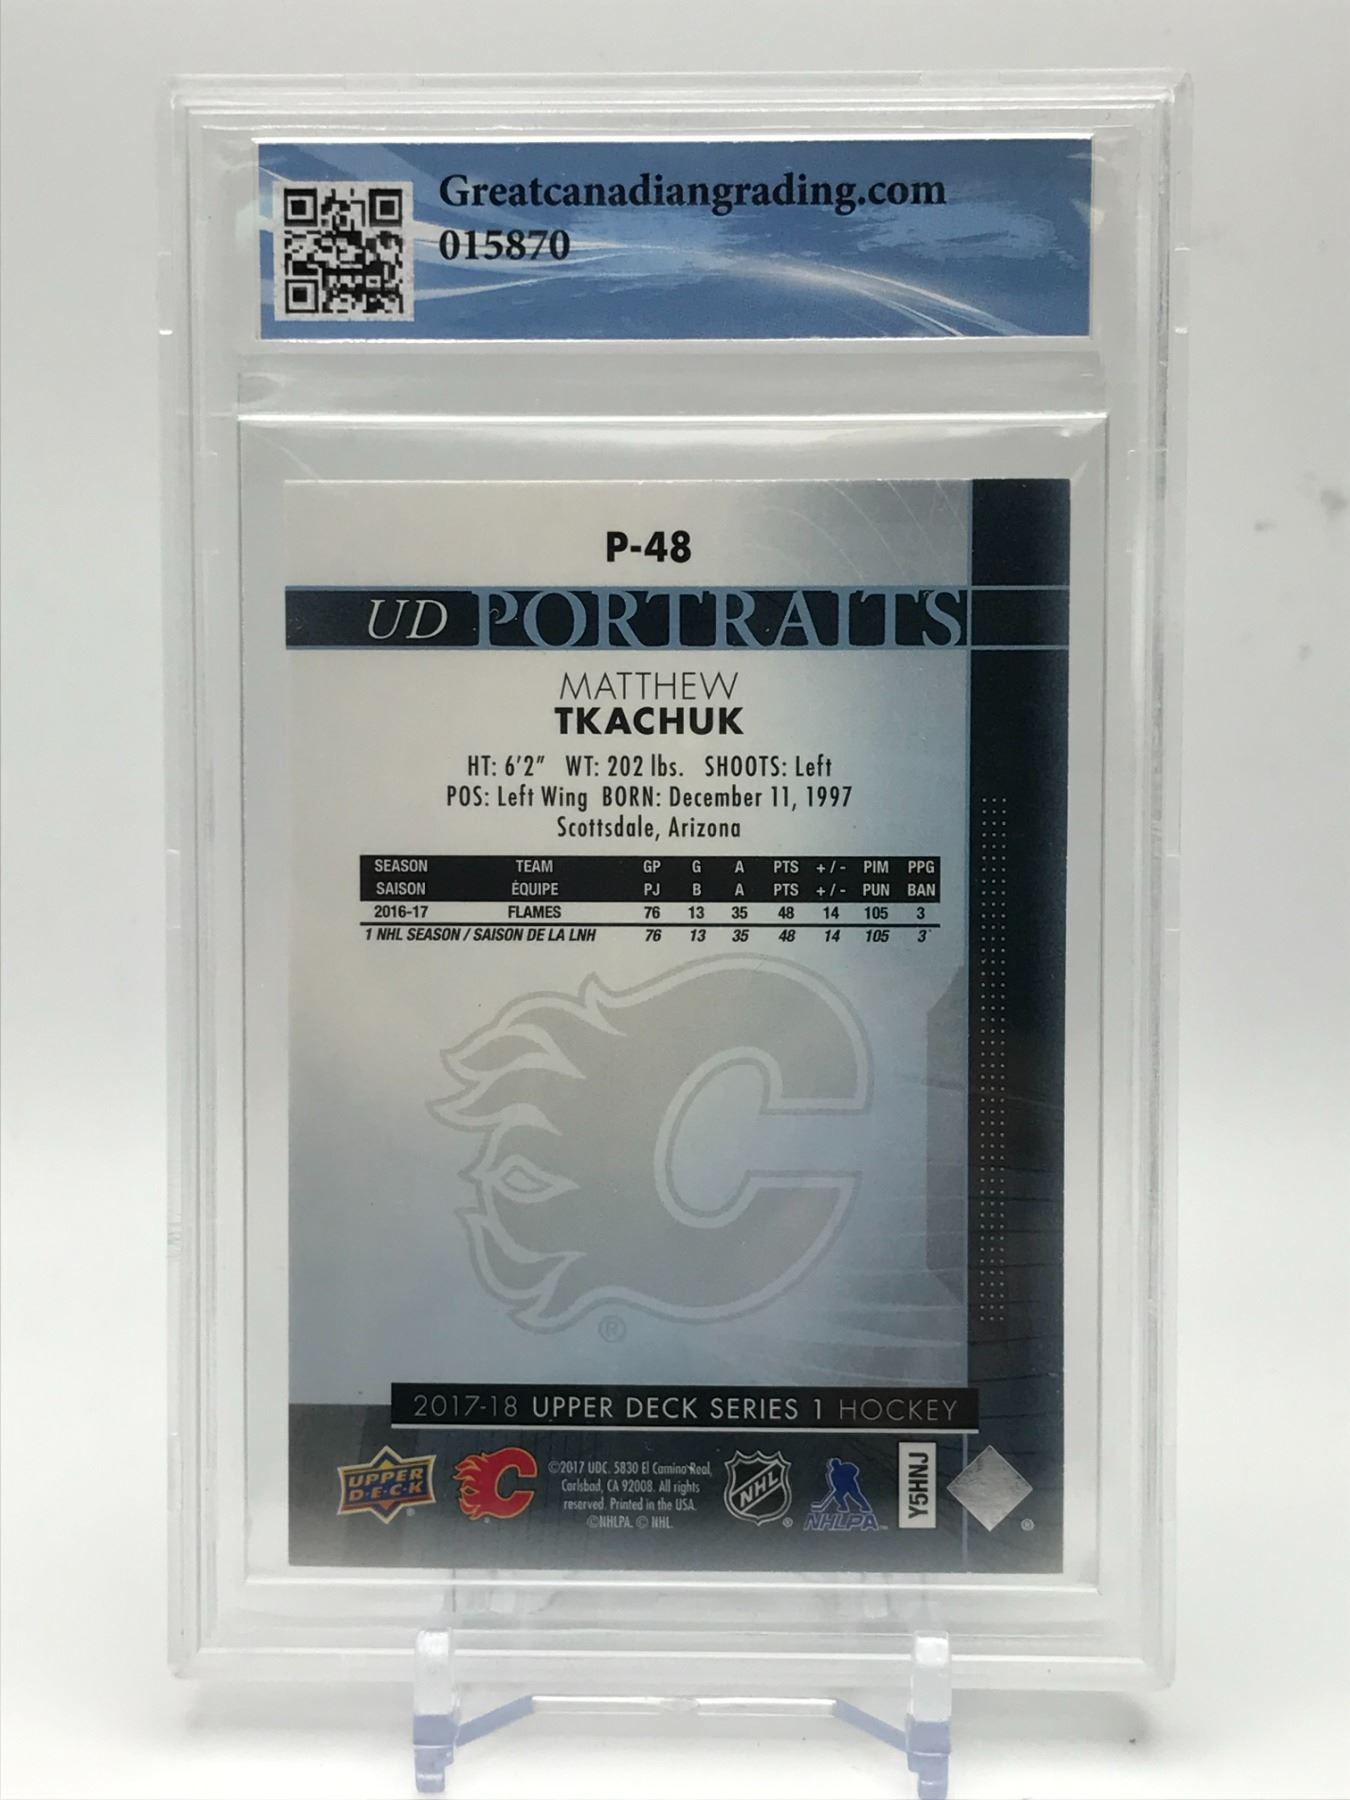 Greatcanadiangrading.com
015870
P-48
UD PORTRAITS
MATTHEW
TKACHUK
HT: 6'2" WT: 202 lbs. SHOOTS: Left
POS: Left Wing BORN: December 11, 1997
Scottsdale, Arizona
SEASON TEAM GP G A PTS +/- PIM PPG
SAISON ÉQUIPE PJ B A PTS +/- PUN BAN
2016-17 FLAMES 76 13 35 48 14 105 3
1 NHL SEASON / SAISON DE LA LNH 76 13 35 48 14 105 3
®
2017-18 UPPER DECK SERIES 1 HOCKEY
UPPER
D·E·C·K
©2017 UDC. 5830 El Camino Real,
Carlsbad, CA 92008. All rights
reserved. Printed in the USA.
©NHLPA. © NHL.
NHL
NHLPA
Y5HNJ